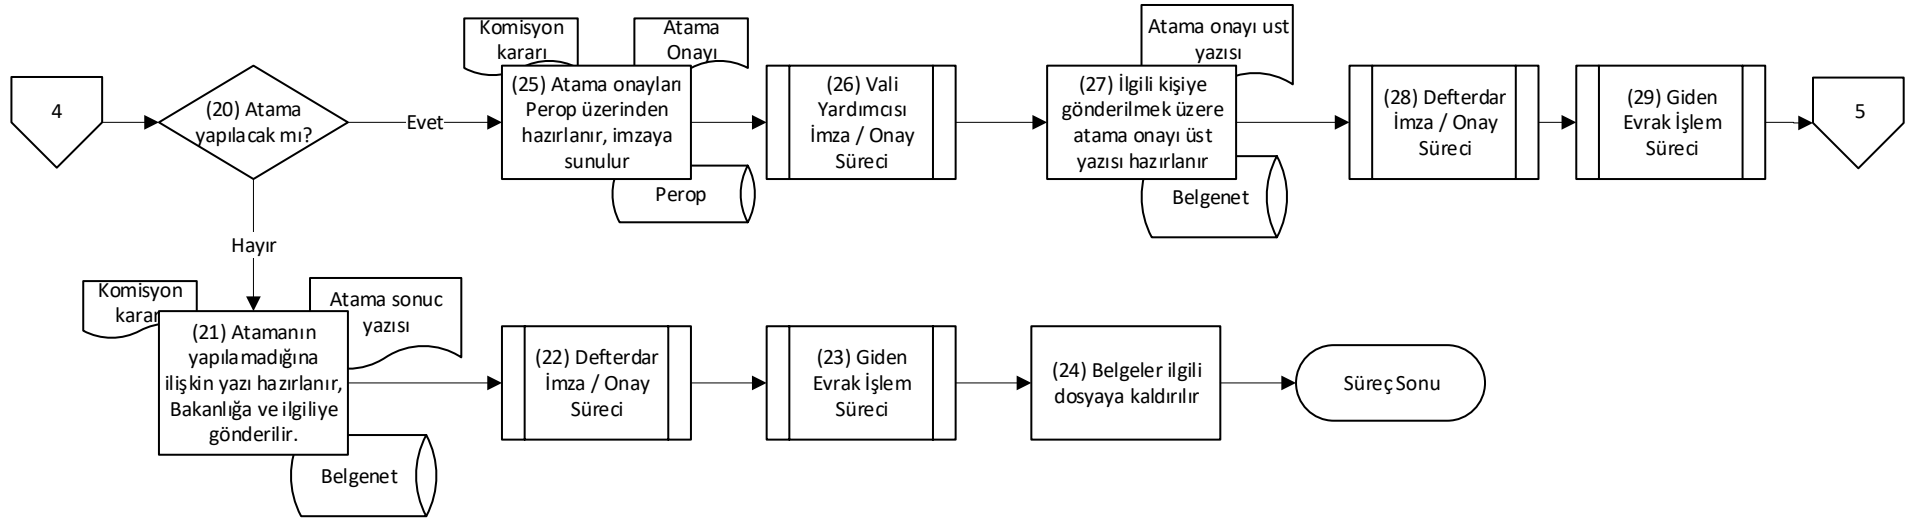 4
(20) Atama
yapılacak mı?
Evet
Komisyon
kararı
Atama
Onayı
(25) Atama onayları
Perop üzerinden
hazırlanır, imzaya
sunulur
Perop
(26) Vali
Yardımcısı
İmza / Onay
Süreci
Atama onayı ust
yazısı
(27) İlgili kişiye
gönderilmek üzere
atama onayı üst
yazısı hazırlanır
Belgenet
(28) Defterdar
İmza / Onay
Süreci
(29) Giden
Evrak İşlem
Süreci
5
Hayır
Komisyon
karar
Atama sonuc
yazısı
(21) Atamanın
yapılamadığına
ilişkin yazı hazırlanır,
Bakanlığa ve ilgiliye
gönderilir.
Belgenet
(22) Defterdar
İmza / Onay
Süreci
(23) Giden
Evrak İşlem
Süreci
(24) Belgeler ilgili
dosyaya kaldırılır
Süreç Sonu